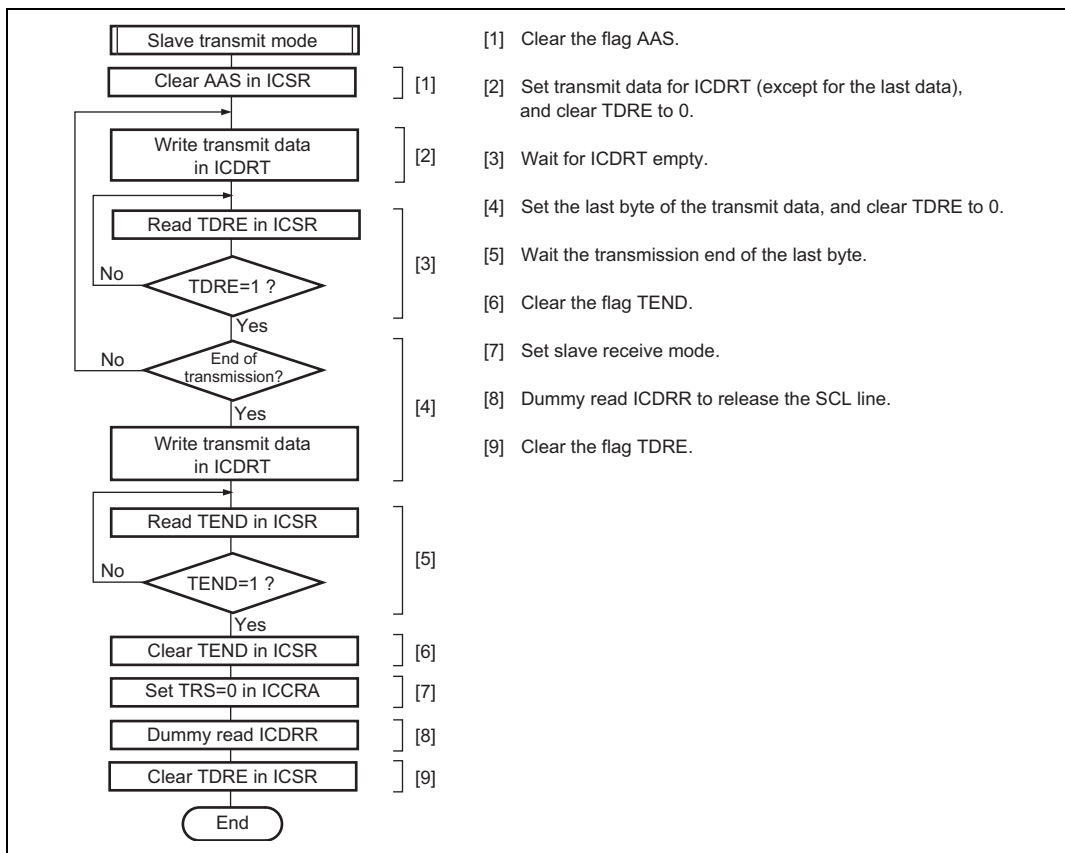 Slave transmit mode
Clear AAS in ICSR
[1]
Write transmit data
in ICDRT
[2]
Read TDRE in ICSR
No
TDRE=1 ?
[3]
Yes
No
End of
transmission?
[4]
Yes
Write transmit data
in ICDRT
Read TEND in ICSR
No
TEND=1 ?
[5]
Yes
Clear TEND in ICSR
[6]
Set TRS=0 in ICCRA
[7]
Dummy read ICDRR
[8]
Clear TDRE in ICSR
[9]
End
[1] Clear the flag AAS.
[2] Set transmit data for ICDRT (except for the last data),
and clear TDRE to 0.
[3] Wait for ICDRT empty.
[4] Set the last byte of the transmit data, and clear TDRE to 0.
[5] Wait the transmission end of the last byte.
[6] Clear the flag TEND.
[7] Set slave receive mode.
[8] Dummy read ICDRR to release the SCL line.
[9] Clear the flag TDRE.